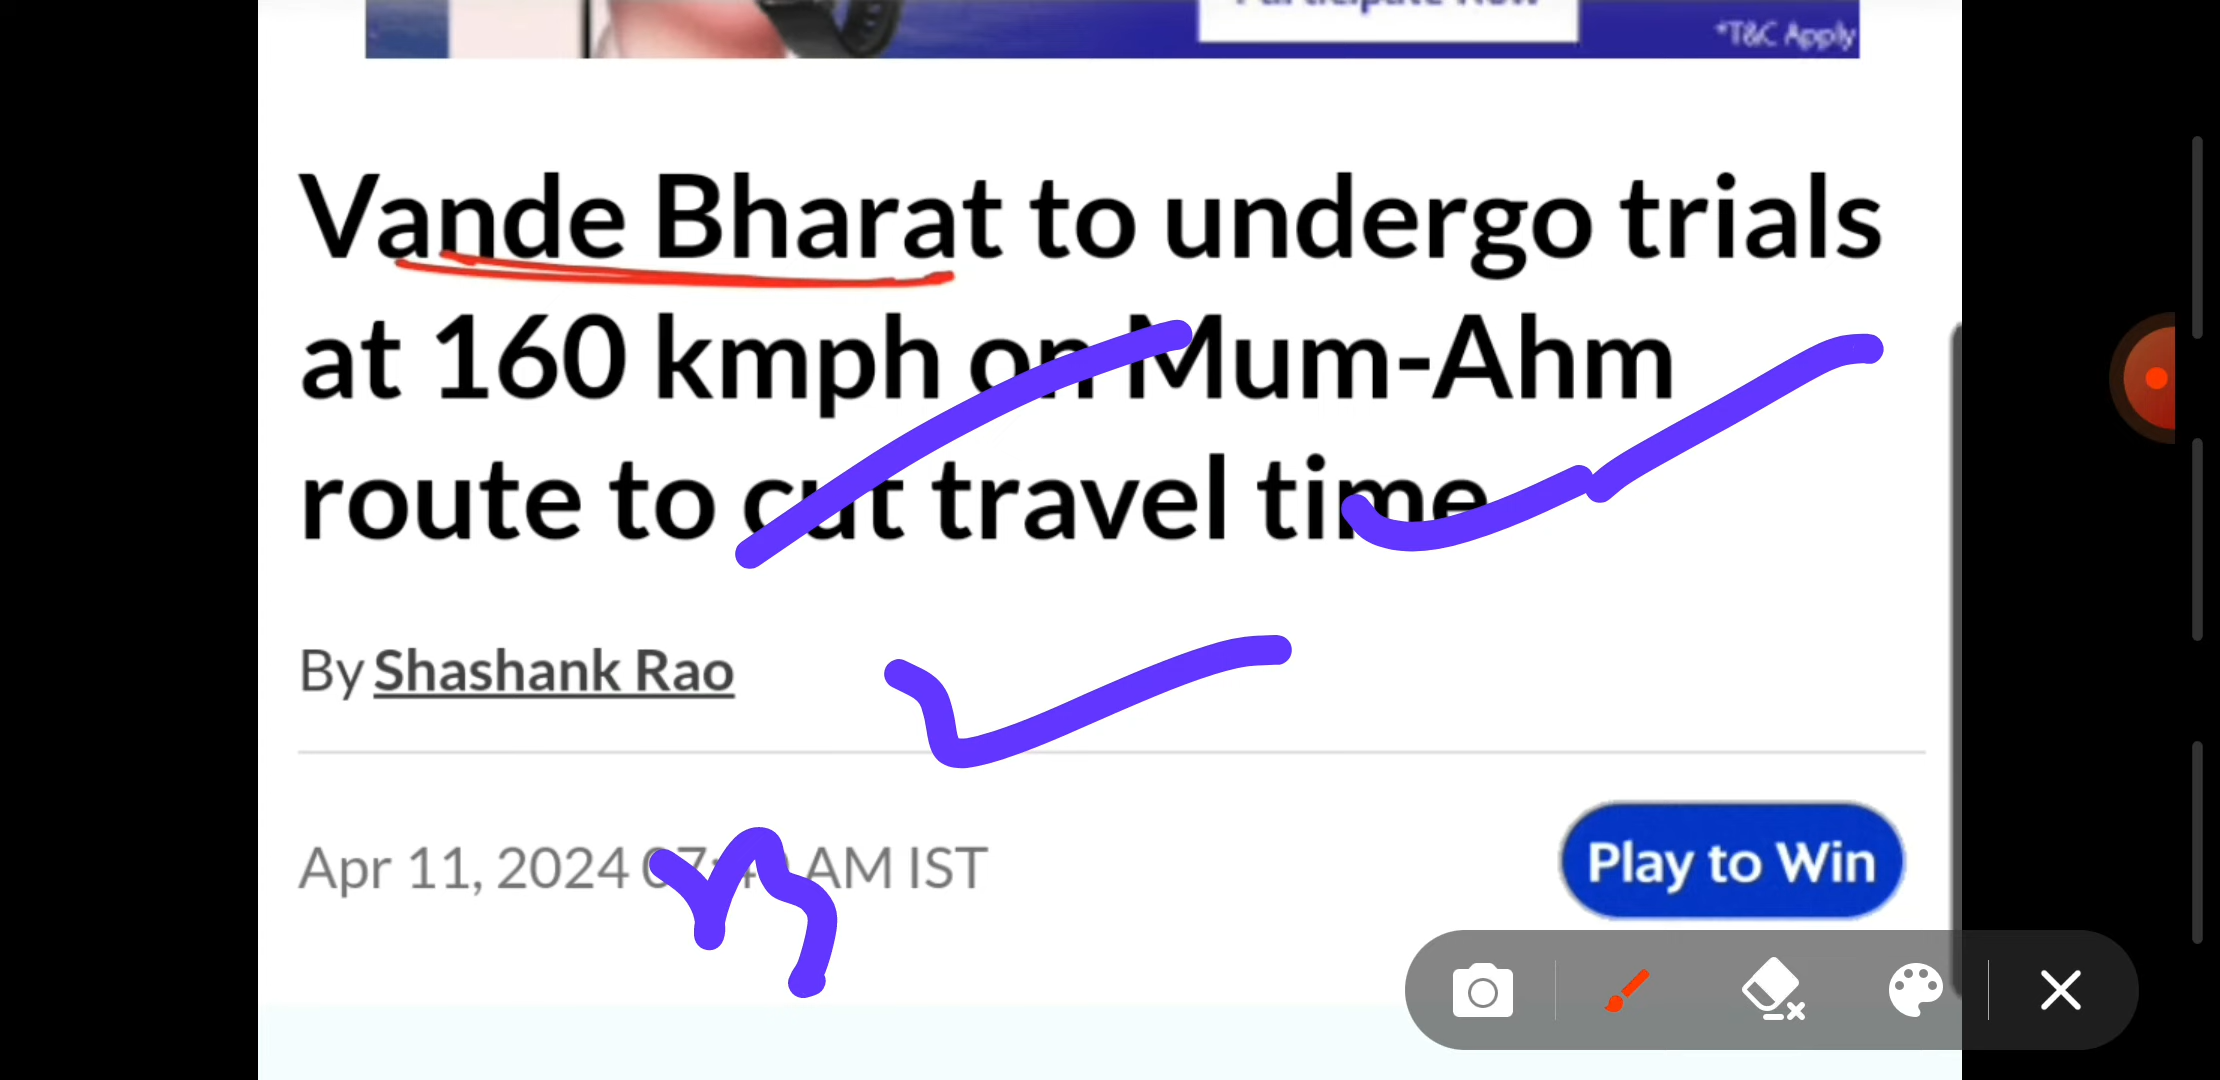 *T&C Apply
Vande Bharat to undergo trials
at 160 kmph on Mum-Ahm
route to cut travel time
By Shashank Rao
Apr 11, 2024 AM IST
Play to Win